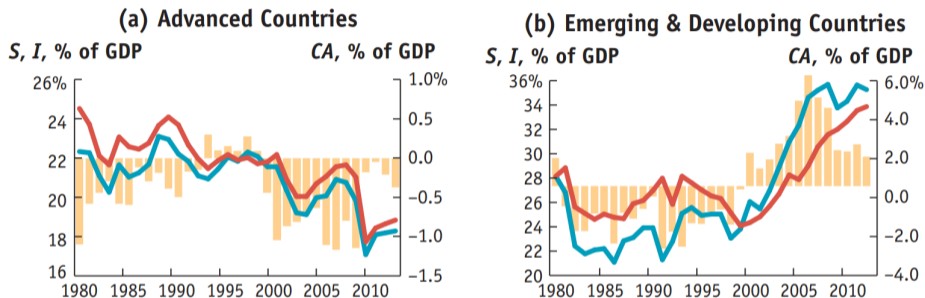 (a) Advanced Countries
S, I, % of GDP CA, % of GDP
26% 1.0%
24 0.5
22 0.0
20 –0.5
18 –1.0
16 –1.5
1980 1985 1990 1995 2000 2005 2010
(b) Emerging & Developing Countries
S, I, % of GDP CA, % of GDP
36% 6.0%
34
32 4.0
30
28 2.0
26 0.0
24
22 –2.0
20 –4.0
1980 1985 1990 1995 2000 2005 2010